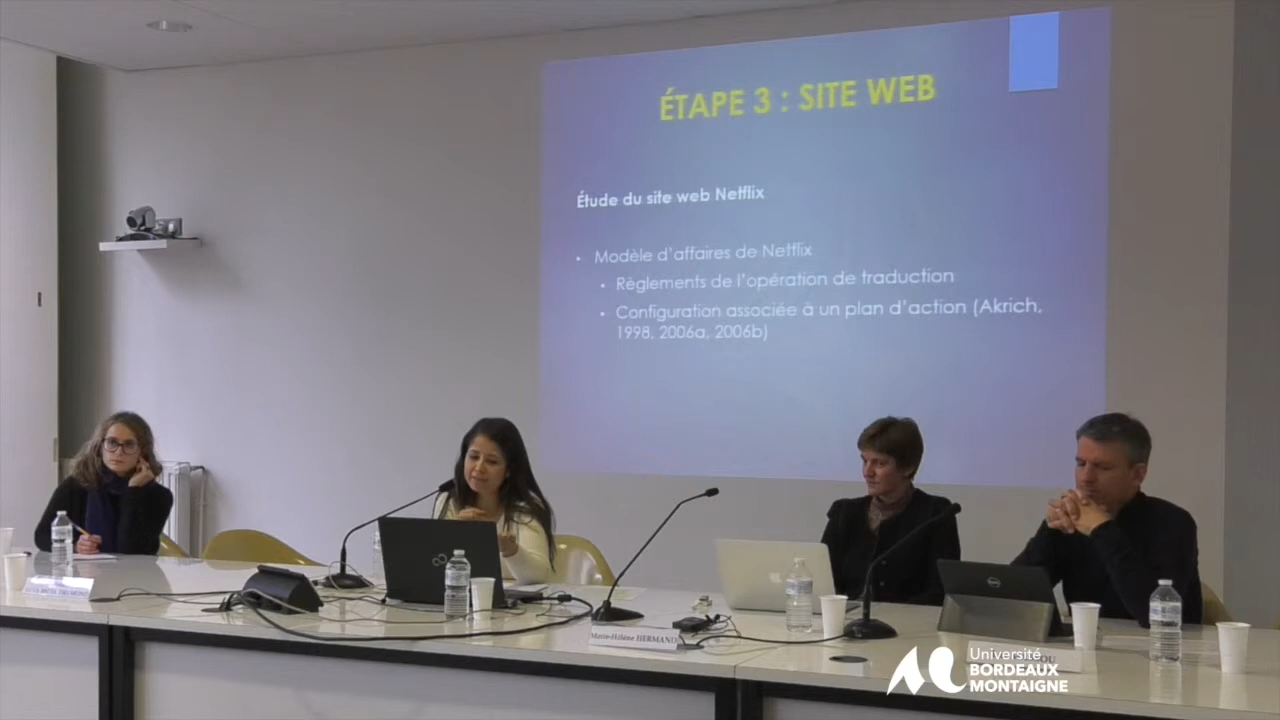 ÉTAPE 3 : SITE WEB
Étude du site web Netflix
• Modèle d'affaires de Netflix
• Règlements de l'opération de traduction
• Configuration associée à un plan d'action (Akrich,
1998, 2006a, 2006b)
Marie-Hélène HERMAND
Université
BORDEAUX
MONTAIGNE